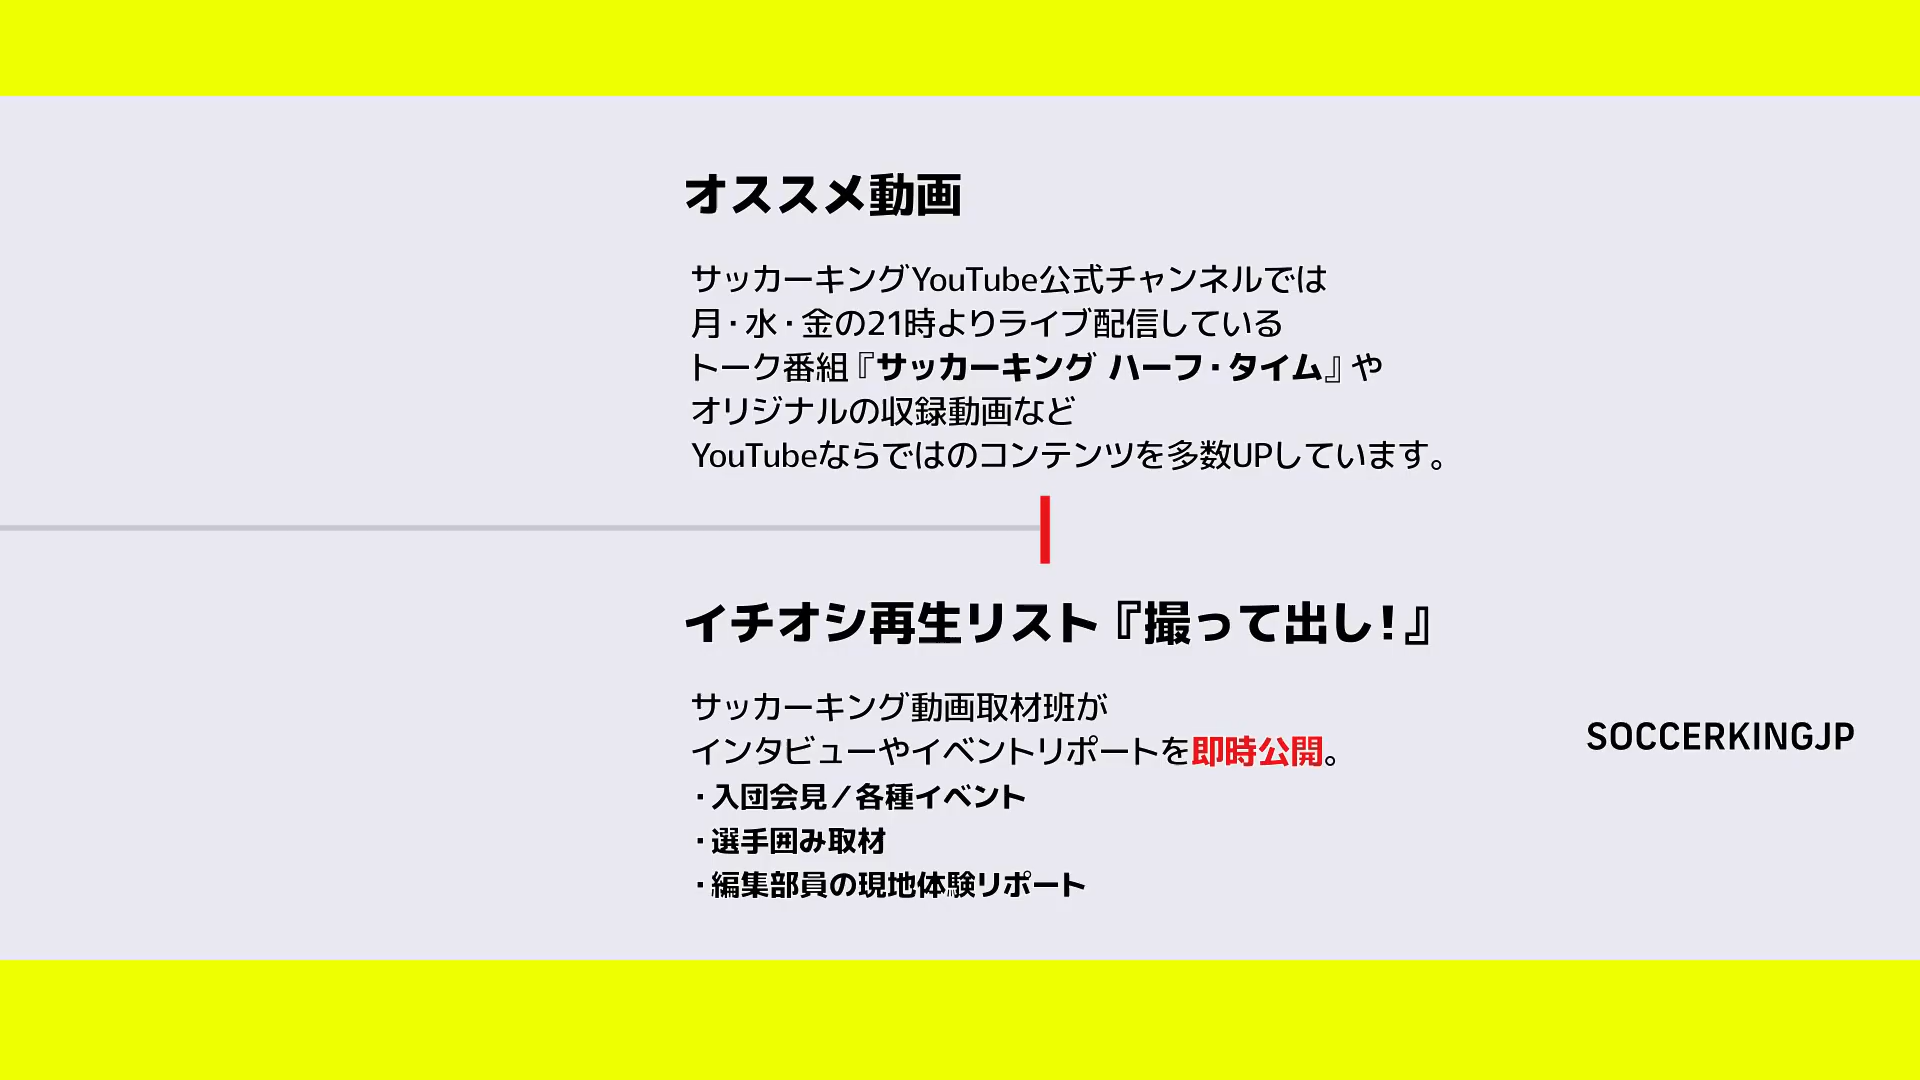 オススメ動画
サッカーキングYouTube公式チャンネルでは
月・水・金の21時よりライブ配信している
トーク番組『サッカーキング ハーフ・タイム』や
オリジナルの収録動画など
YouTubeならではのコンテンツを多数UPしています。
イチオシ再生リスト『撮って出し!』
サッカーキング動画取材班が
インタビューやイベントリポートを即時公開。
・入団会見／各種イベント
・選手囲み取材
・編集部員の現地体験リポート
SOCCERKINGJP